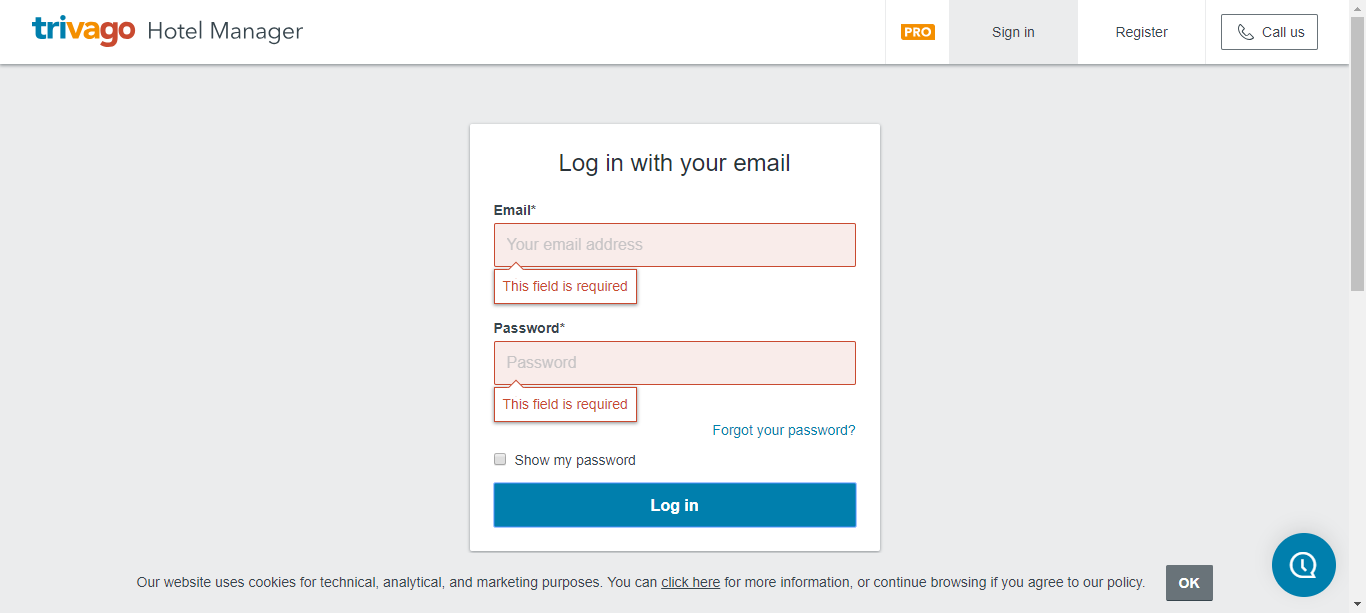 trivago Hotel Manager
PRO
Sign in
Register
Call us
Log in with your email
Email*
Your email address
This field is required
Password*
Password
This field is required
Forgot your password?
Show my password
Log in
Our website uses cookies for technical, analytical, and marketing purposes. You can click here for more information, or continue browsing if you agree to our policy.
OK